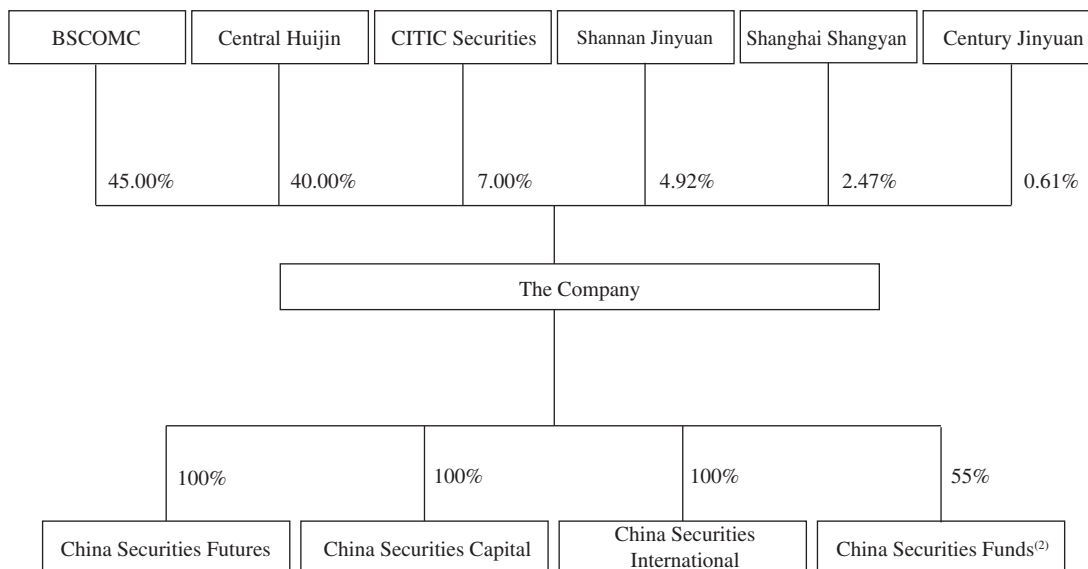 BSCOMC
Central Huijin
CITIC Securities
Shannan Jinyuan
Shanghai Shangyan
Century Jinyuan
45.00%
40.00%
7.00%
4.92%
2.47%
0.61%
The Company
100%
100%
100%
55%
China Securities Futures
China Securities Capital
China Securities
International
China Securities Funds(2)